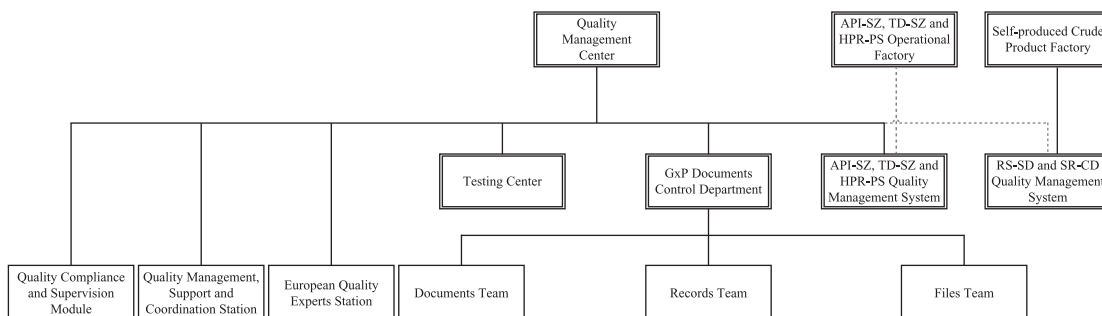 Quality
Management
Center
API-SZ, TD-SZ and
HPR-PS Operational
Factory
Self-produced Crude
Product Factory
Testing Center
GxP Documents
Control Department
API-SZ, TD-SZ and
HPR-PS Quality
Management System
RS-SD and SR-CD
Quality Management
System
Quality Compliance
and Supervision
Module
Quality Management,
Support and
Coordination Station
European Quality
Experts Station
Documents Team
Records Team
Files Team